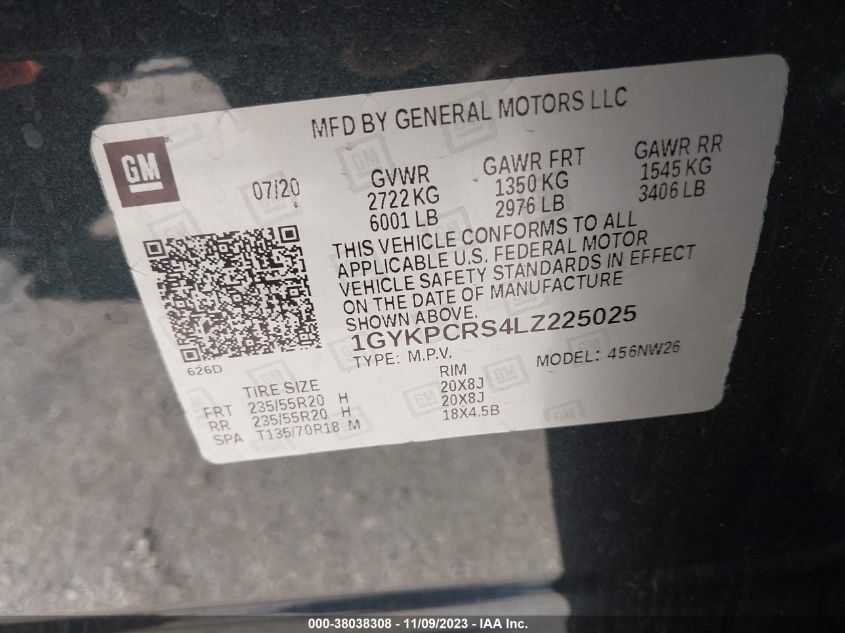 MFD BY GENERAL MOTORS LLC
GM
07/20
GVWR
2722 KG
6001 LB
GAWR FRT
1350 KG
2976 LB
GAWR RR
1545 KG
3406 LB
THIS VEHICLE CONFORMS TO ALL
APPLICABLE U.S. FEDERAL MOTOR
VEHICLE SAFETY STANDARDS IN EFFECT
ON THE DATE OF MANUFACTURE
SHOWN ABOVE.
1GYKPCRS4LZ225025
626D
TYPE: M.P.V.
MODEL: 456NW26
TIRE SIZE
RIM
FRT 235/55R20 H 20X8J
RR 235/55R20 H 20X8J
SPA T135/70R18 M 18X4.5B
000-38038308 - 11/09/2023 - IAA Inc.